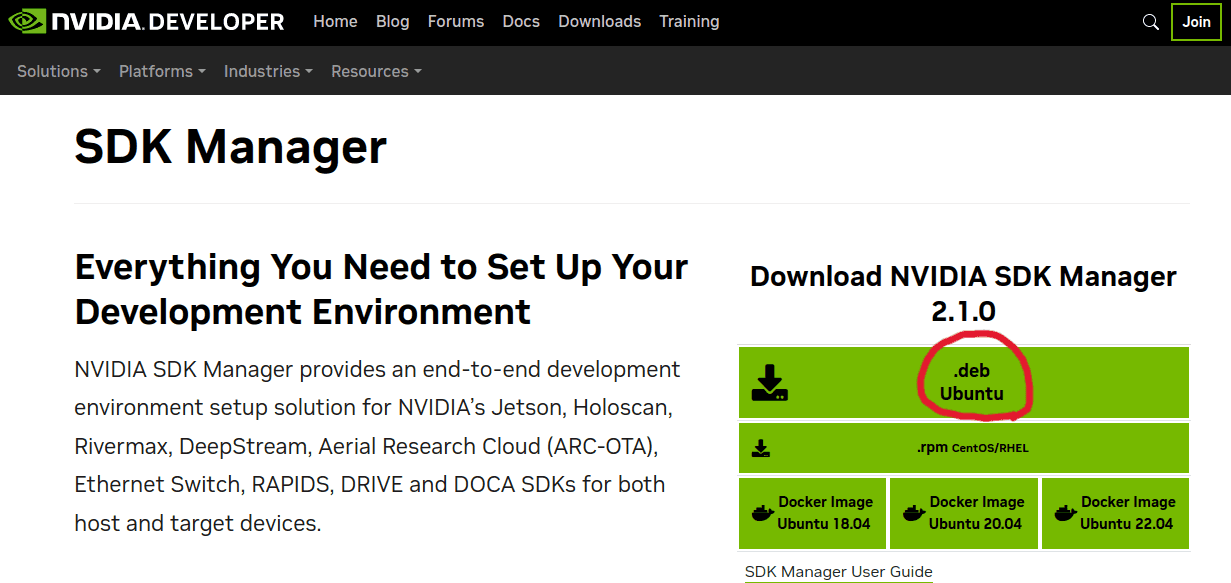 NVIDIA. DEVELOPER Home Blog Forums Docs Downloads Training Join
Solutions Platforms Industries Resources
SDK Manager
Everything You Need to Set Up Your
Development Environment
NVIDIA SDK Manager provides an end-to-end development
environment setup solution for NVIDIA’s Jetson, Holoscan,
Rivermax, DeepStream, Aerial Research Cloud (ARC-OTA),
Ethernet Switch, RAPIDS, DRIVE and DOCA SDKs for both
host and target devices.
Download NVIDIA SDK Manager
2.1.0
.deb
Ubuntu
.rpm CentOS/RHEL
Docker Image
Ubuntu 18.04
Docker Image
Ubuntu 20.04
Docker Image
Ubuntu 22.04
SDK Manager User Guide